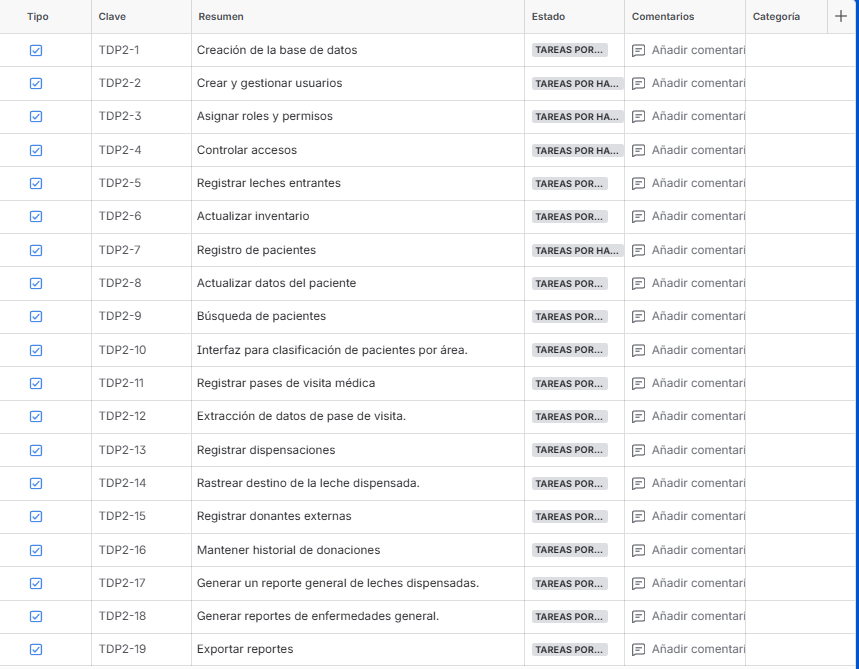 Tipo Clave Resumen Estado Comentarios Categoría
TDP2-1 Creación de la base de datos TAREAS POR... Añadir comentari
TDP2-2 Crear y gestionar usuarios TAREAS POR HA... Añadir comentari
TDP2-3 Asignar roles y permisos TAREAS POR HA... Añadir comentari
TDP2-4 Controlar accesos TAREAS POR HA... Añadir comentari
TDP2-5 Registrar leches entrantes TAREAS POR... Añadir comentari
TDP2-6 Actualizar inventario TAREAS POR... Añadir comentari
TDP2-7 Registro de pacientes TAREAS POR HA... Añadir comentari
TDP2-8 Actualizar datos del paciente TAREAS POR... Añadir comentari
TDP2-9 Búsqueda de pacientes TAREAS POR... Añadir comentari
TDP2-10 Interfaz para clasificación de pacientes por área. TAREAS POR... Añadir comentari
TDP2-11 Registrar pases de visita médica TAREAS POR... Añadir comentari
TDP2-12 Extracción de datos de pase de visita. TAREAS POR... Añadir comentari
TDP2-13 Registrar dispensaciones TAREAS POR... Añadir comentari
TDP2-14 Rastrear destino de la leche dispensada. TAREAS POR... Añadir comentari
TDP2-15 Registrar donantes externas TAREAS POR... Añadir comentari
TDP2-16 Mantener historial de donaciones TAREAS POR... Añadir comentari
TDP2-17 Generar un reporte general de leches dispensadas. TAREAS POR... Añadir comentari
TDP2-18 Generar reportes de enfermedades general. TAREAS POR... Añadir comentari
TDP2-19 Exportar reportes TAREAS POR... Añadir comentari